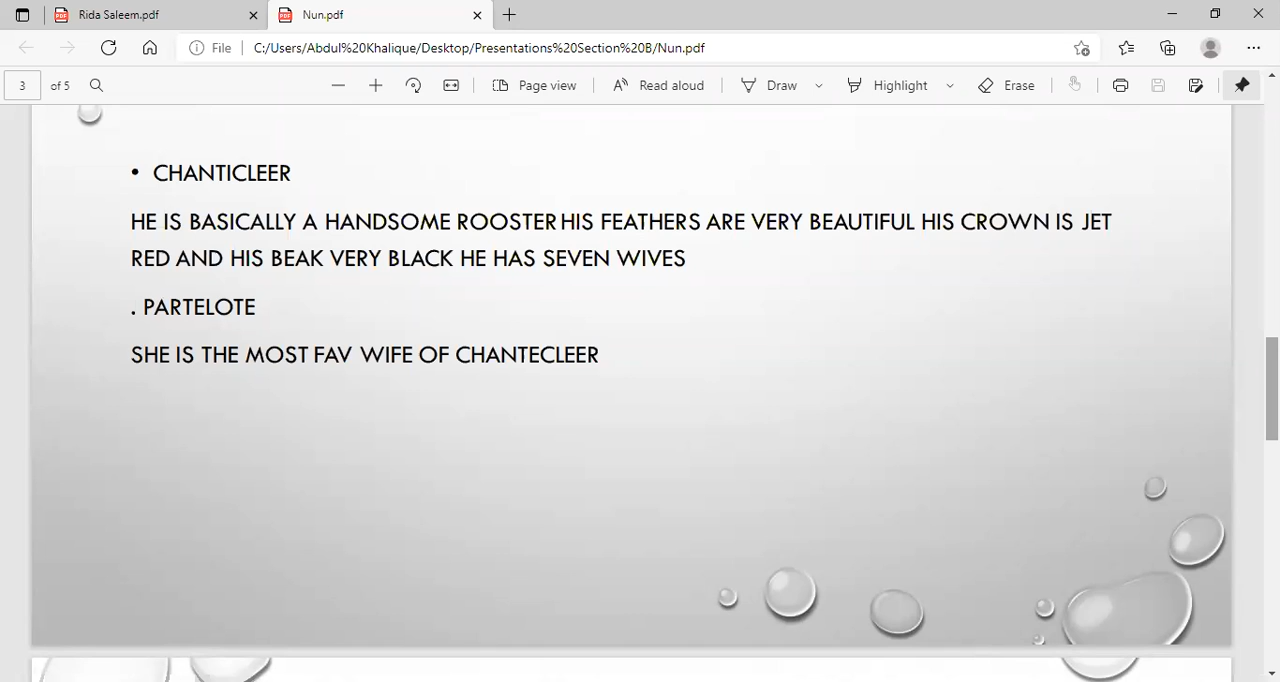 Rida Saleem.pdf
Nun.pdf
File C:/Users/Abdul%20Khalique/Desktop/Presentations%20Section%20B/Nun.pdf
3 of 5 Page view Read aloud Draw Highlight Erase
• CHANTICLEER
HE IS BASICALLY A HANDSOME ROOSTER HIS FEATHERS ARE VERY BEAUTIFUL HIS CROWN IS JET
RED AND HIS BEAK VERY BLACK HE HAS SEVEN WIVES
. PARTELOTE
SHE IS THE MOST FAV WIFE OF CHANTECLEER